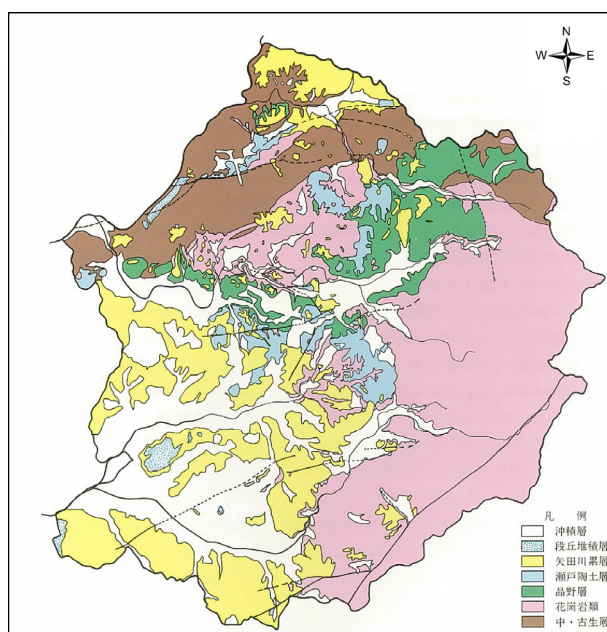 N
W E
S
凡 例
沖積層
段丘堆積層
矢田川累層
瀬戸陶土層
品野層
花崗岩類
中・古生層